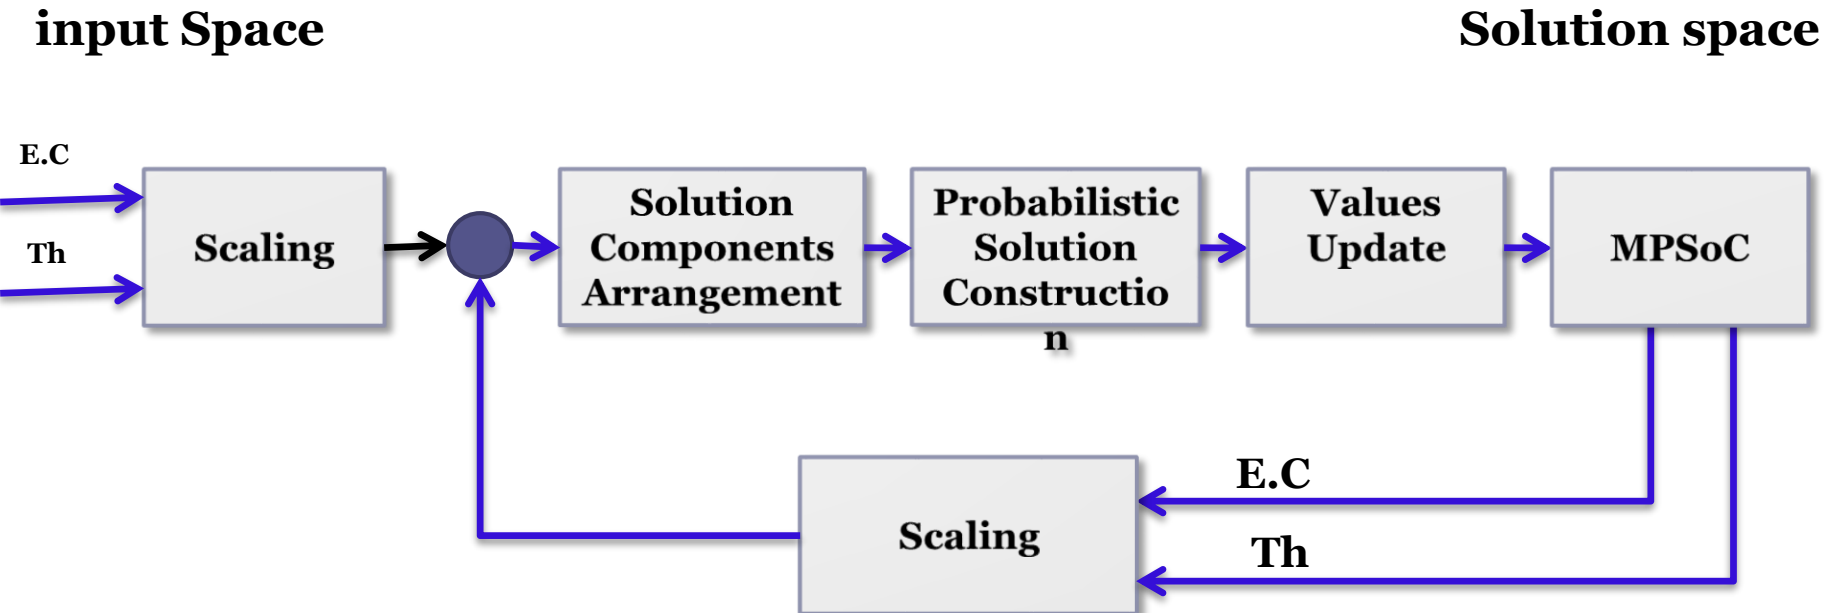 input Space
Solution space
E.C
Th
Scaling
Solution
Components
Arrangement
Probabilistic
Solution
Constructio
n
Values
Update
MPSoC
E.C
Scaling
Th